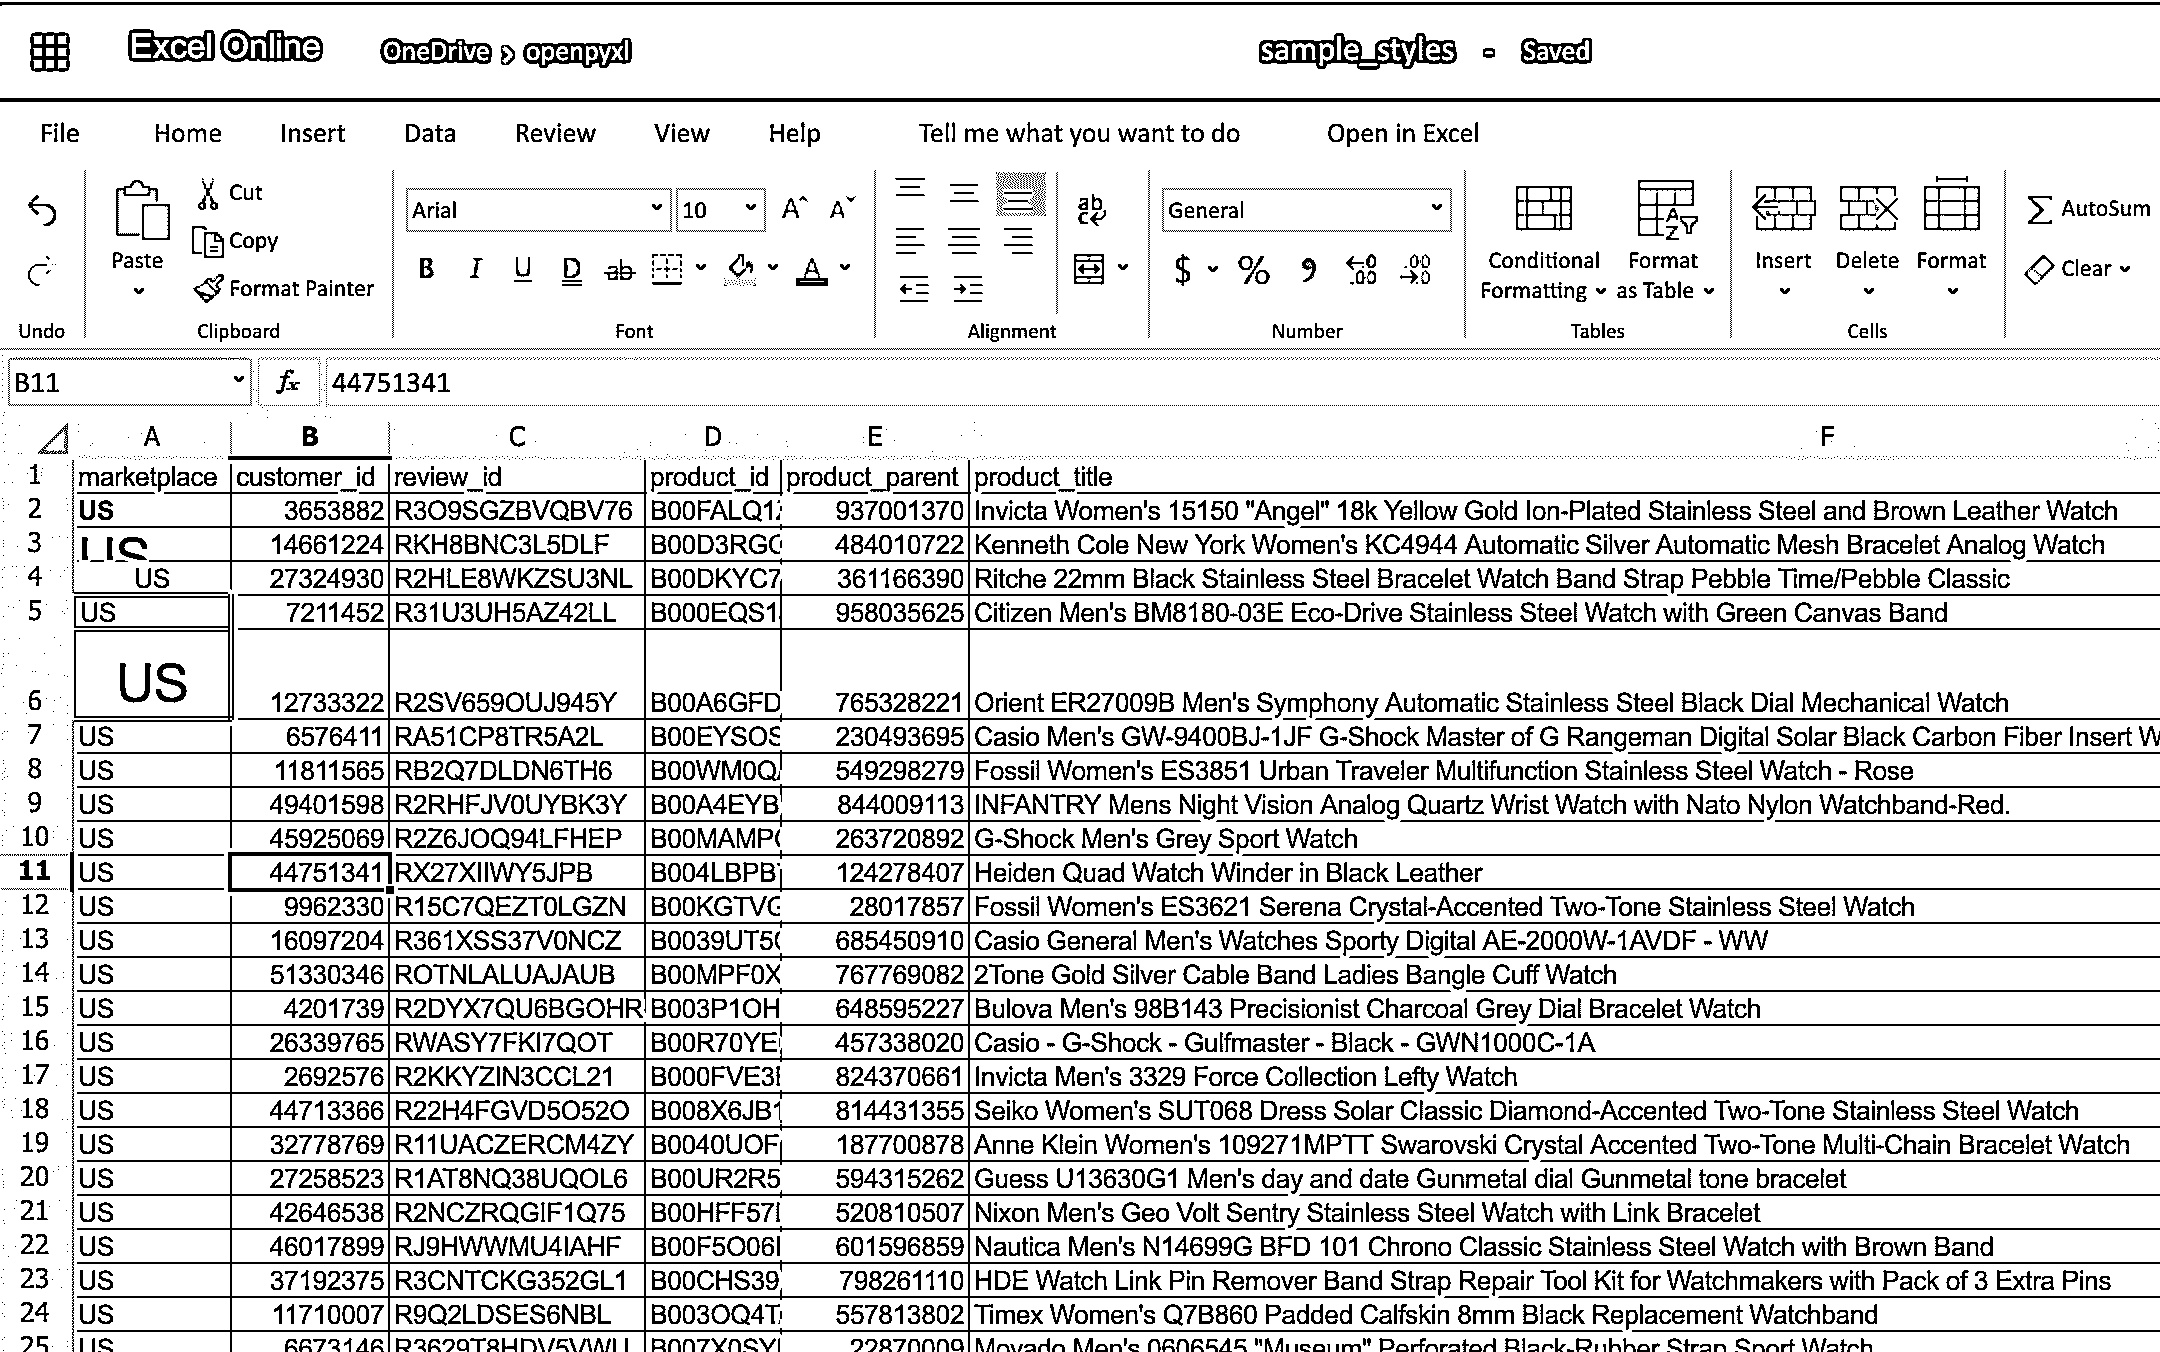 Excel Online OneDrive › openpyxl sample_styles - Saved
File Home Insert Data Review View Help Tell me what you want to do Open in Excel
Cut
Copy
Paste
Format Painter
Arial 10
B I U D ab A
ab
c
General
$ % 9 .00 .00
Conditional Formatting Format as Table
Insert Delete Format
AutoSum
Clear
Undo Clipboard Font Alignment Number Tables Cells
B11 fx 44751341
A B C D E F
1 marketplace customer_id review_id product_id product_parent product_title
2 US 3653882 R3O9SGZBVQBV76 B00FALQ1 937001370 Invicta Women's 15150 "Angel" 18k Yellow Gold Ion-Plated Stainless Steel and Brown Leather Watch
3 US 14661224 RKH8BNC3L5DLF B00D3RGO 484010722 Kenneth Cole New York Women's KC4944 Automatic Silver Automatic Mesh Bracelet Analog Watch
4 US 27324930 R2HLE8WKZSU3NL B00DKYC7 361166390 Ritche 22mm Black Stainless Steel Bracelet Watch Band Strap Pebble Time/Pebble Classic
5 US 7211452 R31U3UH5AZ42LL B000EQS1 958035625 Citizen Men's BM8180-03E Eco-Drive Stainless Steel Watch with Green Canvas Band
6 US 12733322 R2SV659OUJ945Y B00A6GFD 765328221 Orient ER27009B Men's Symphony Automatic Stainless Steel Black Dial Mechanical Watch
7 US 6576411 RA51CP8TR5A2L B00EYSOS 230493695 Casio Men's GW-9400BJ-1JF G-Shock Master of G Rangeman Digital Solar Black Carbon Fiber Insert W
8 US 11811565 RB2Q7DLDN6TH6 B00WM0QA 549298279 Fossil Women's ES3851 Urban Traveler Multifunction Stainless Steel Watch - Rose
9 US 49401598 R2RHFJV0UYBK3Y B00A4EYB 844009113 INFANTRY Mens Night Vision Analog Quartz Wrist Watch with Nato Nylon Watchband-Red.
10 US 45925069 R2Z6JOQ94LFHEP B00MAMP 263720892 G-Shock Men's Grey Sport Watch
11 US 44751341 RX27XIIWY5JPB B004LBPB 124278407 Heiden Quad Watch Winder in Black Leather
12 US 9962330 R15C7QEZT0LGZN B00KGTVG 28017857 Fossil Women's ES3621 Serena Crystal-Accented Two-Tone Stainless Steel Watch
13 US 16097204 R361XSS37V0NCZ B0039UT5 685450910 Casio General Men's Watches Sporty Digital AE-2000W-1AVDF - WW
14 US 51330346 ROTNLALUAJAUB B00MPF0X 767769082 2Tone Gold Silver Cable Band Ladies Bangle Cuff Watch
15 US 4201739 R2DYX7QU6BGOHR B003P1OH 648595227 Bulova Men's 98B143 Precisionist Charcoal Grey Dial Bracelet Watch
16 US 26339765 RWASY7FKI7QOT B00R70YE 457338020 Casio - G-Shock - Gulfmaster - Black - GWN1000C-1A
17 US 2692576 R2KKYZIN3CCL21 B000FVE3 824370661 Invicta Men's 3329 Force Collection Lefty Watch
18 US 44713366 R22H4FGVD5O52O B008X6JB1 814431355 Seiko Women's SUT068 Dress Solar Classic Diamond-Accented Two-Tone Stainless Steel Watch
19 US 32778769 R11UACZERCM4ZY B0040UOF 187700878 Anne Klein Women's 109271MPTT Swarovski Crystal Accented Two-Tone Multi-Chain Bracelet Watch
20 US 27258523 R1AT8NQ38UQOL6 B00UR2R5 594315262 Guess U13630G1 Men's day and date Gunmetal dial Gunmetal tone bracelet
21 US 42646538 R2NCZRQGIF1Q75 B00HFF57 520810507 Nixon Men's Geo Volt Sentry Stainless Steel Watch with Link Bracelet
22 US 46017899 RJ9HWWMU4IAHF B00F5O06 601596859 Nautica Men's N14699G BFD 101 Chrono Classic Stainless Steel Watch with Brown Band
23 US 37192375 R3CNTCKG352GL1 B00CHS39 798261110 HDE Watch Link Pin Remover Band Strap Repair Tool Kit for Watchmakers with Pack of 3 Extra Pins
24 US 11710007 R9Q2LDSES6NBL B003OQ4T 557813802 Timex Women's Q7B860 Padded Calfskin 8mm Black Replacement Watchband
25 US 6673146 R3629T8HDV5VWU B007X0SY 22870009 Movado Men's 0606545 "Museum" Perforated Black-Rubber Strap Sport Watch